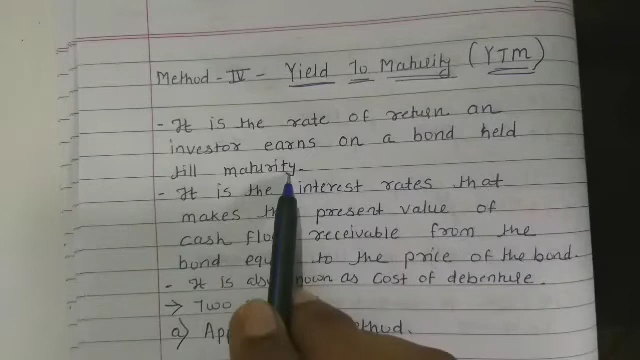 Method - IV - Yield To Maturity (YTM)
- It is the rate of return an
investor earns on a bond held
till maturity.
- It is the interest rates that
makes present value of
cash receivable from the
bond to the price of the bond.
- It is as cost of debenture.
→ Two
a)